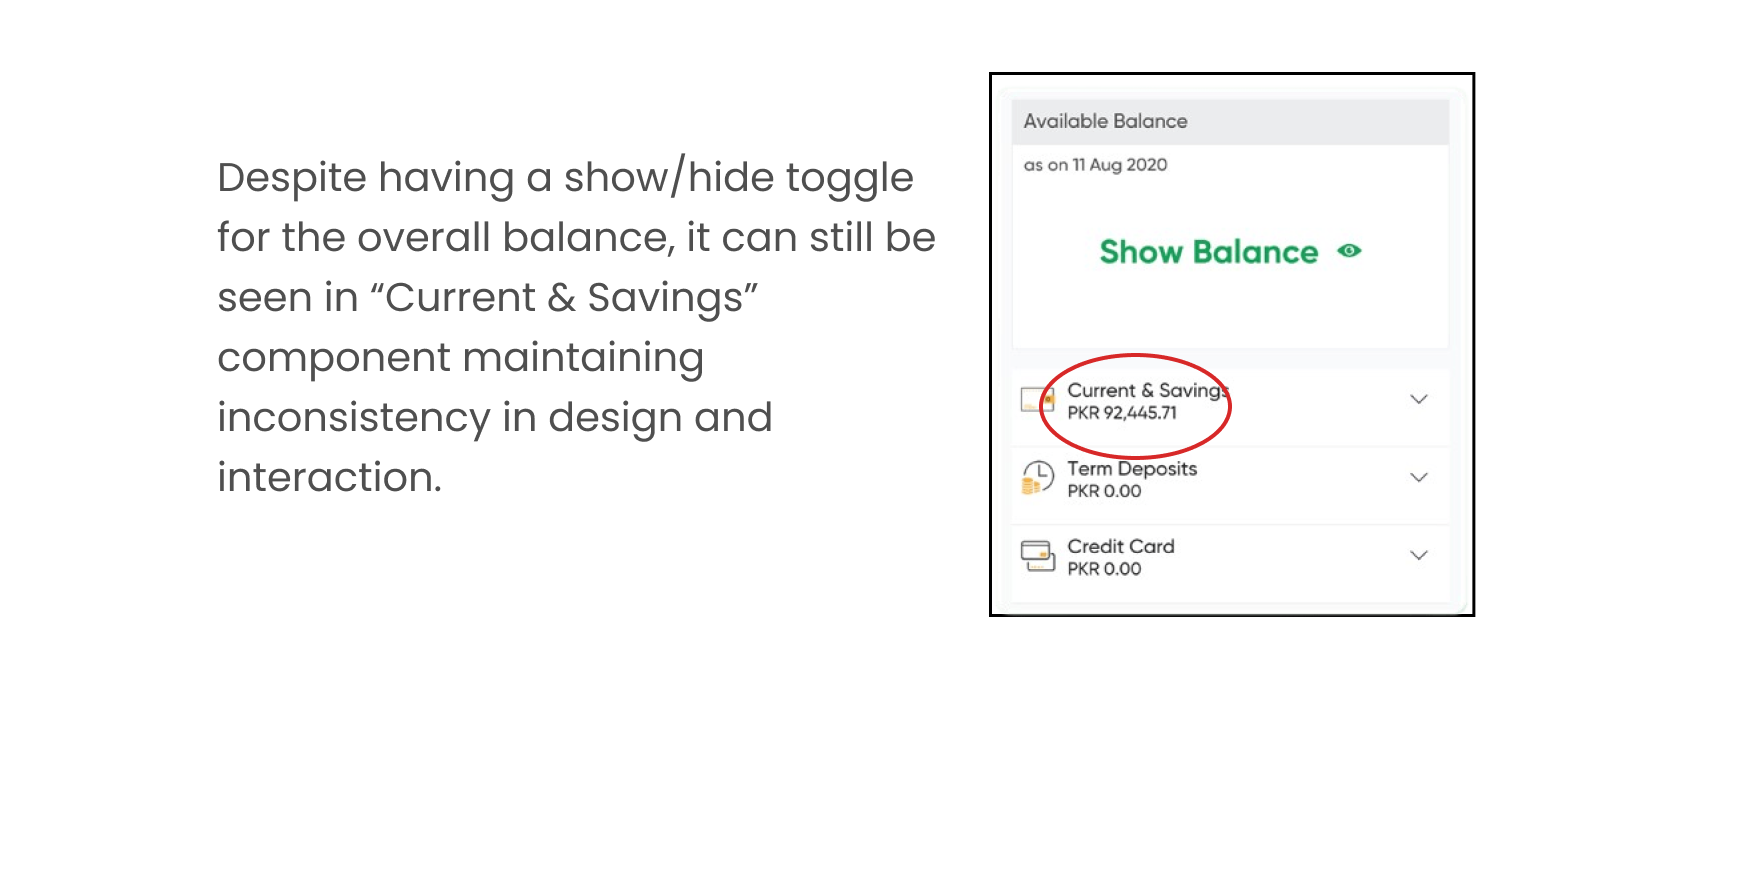 Despite having a show/hide toggle
for the overall balance, it can still be
seen in “Current & Savings”
component maintaining
inconsistency in design and
interaction.
Available Balance
as on 11 Aug 2020
Show Balance
Current & Savings
PKR 92,445.71
Term Deposits
PKR 0.00
Credit Card
PKR 0.00